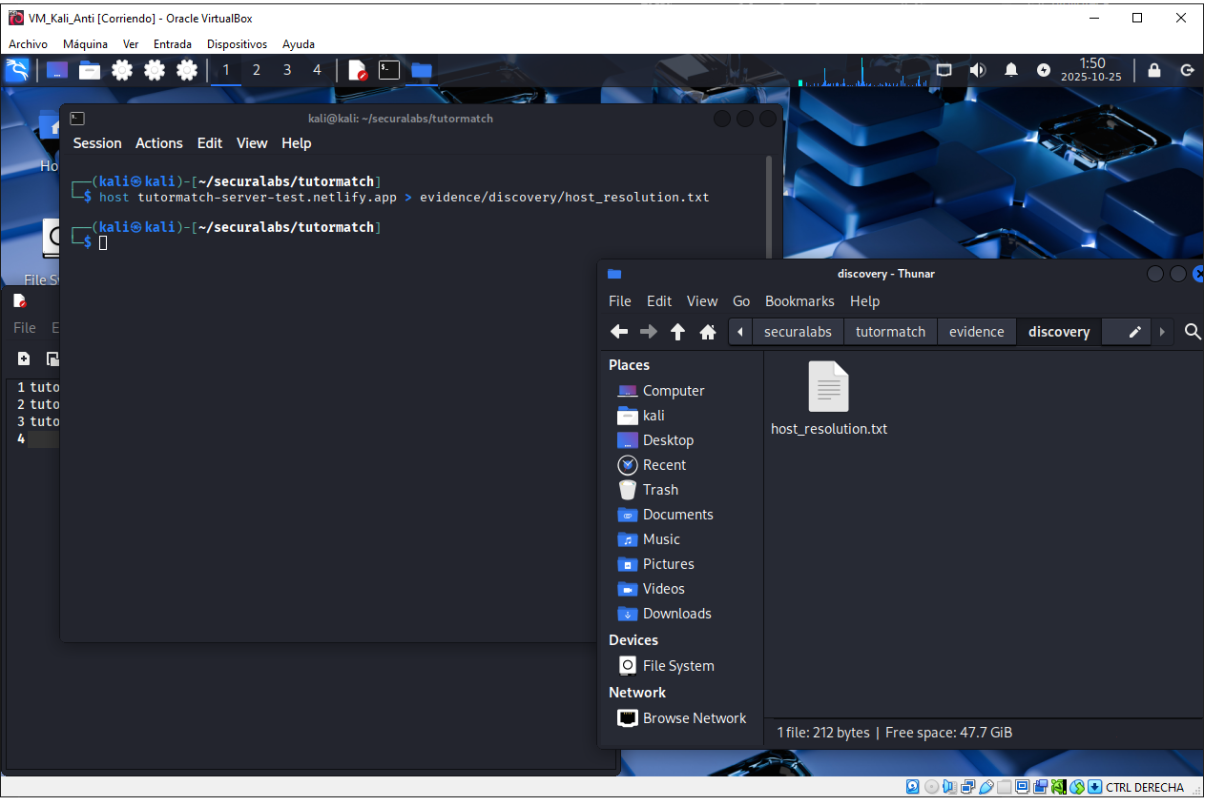 VM_Kali_Anti [Corriendo] - Oracle VirtualBox
Archivo Máquina Ver Entrada Dispositivos Ayuda
1 2 3 4
1:50
2025-10-25
kali@kali: ~/securalabs/tutormatch
Session Actions Edit View Help
Ho
┌──(kali㉿kali)-[~/securalabs/tutormatch]
└─$ host tutormatch-server-test.netlify.app > evidence/discovery/host_resolution.txt
┌──(kali㉿kali)-[~/securalabs/tutormatch]
└─$
File Sy
discovery - Thunar
File Edit View Go Bookmarks Help
securalabs tutormatch evidence discovery
File E
1 tuto
2 tuto
3 tuto
4
Places
Computer
kali
Desktop
Recent
Trash
Documents
Music
Pictures
Videos
Downloads
Devices
File System
Network
Browse Network
host_resolution.txt
1 file: 212 bytes | Free space: 47.7 GiB
CTRL DERECHA